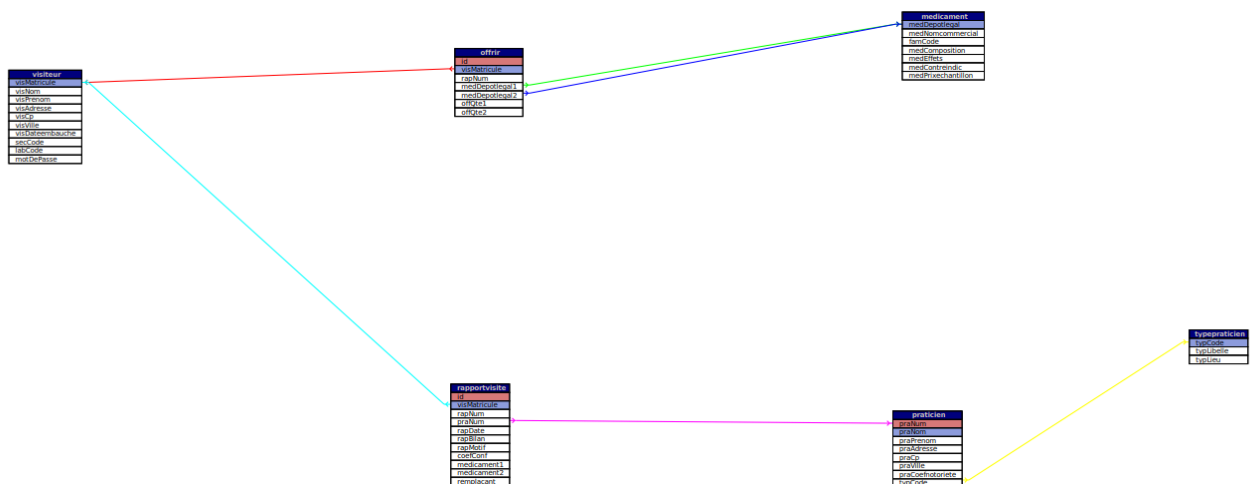 visiteur
visMatricule
visNom
visPrenom
visAdresse
visCp
visVille
visDateembauche
secCode
labCode
motDePasse
offrir
id
visMatricule
rapNum
medDepotlegal1
medDepotlegal2
offQte1
offQte2
medicament
medDepotlegal
medNomcommercial
famCode
medComposition
medEffets
medContreindic
medPrixechantillon
rapportvisite
id
visMatricule
rapNum
praNum
rapDate
rapBilan
rapMotif
coefConf
medicament1
medicament2
remplacant
praticien
praNum
praNom
praPrenom
praAdresse
praCp
praVille
praCoefnotoriete
typCode
typepraticien
typCode
typLibelle
typLieu